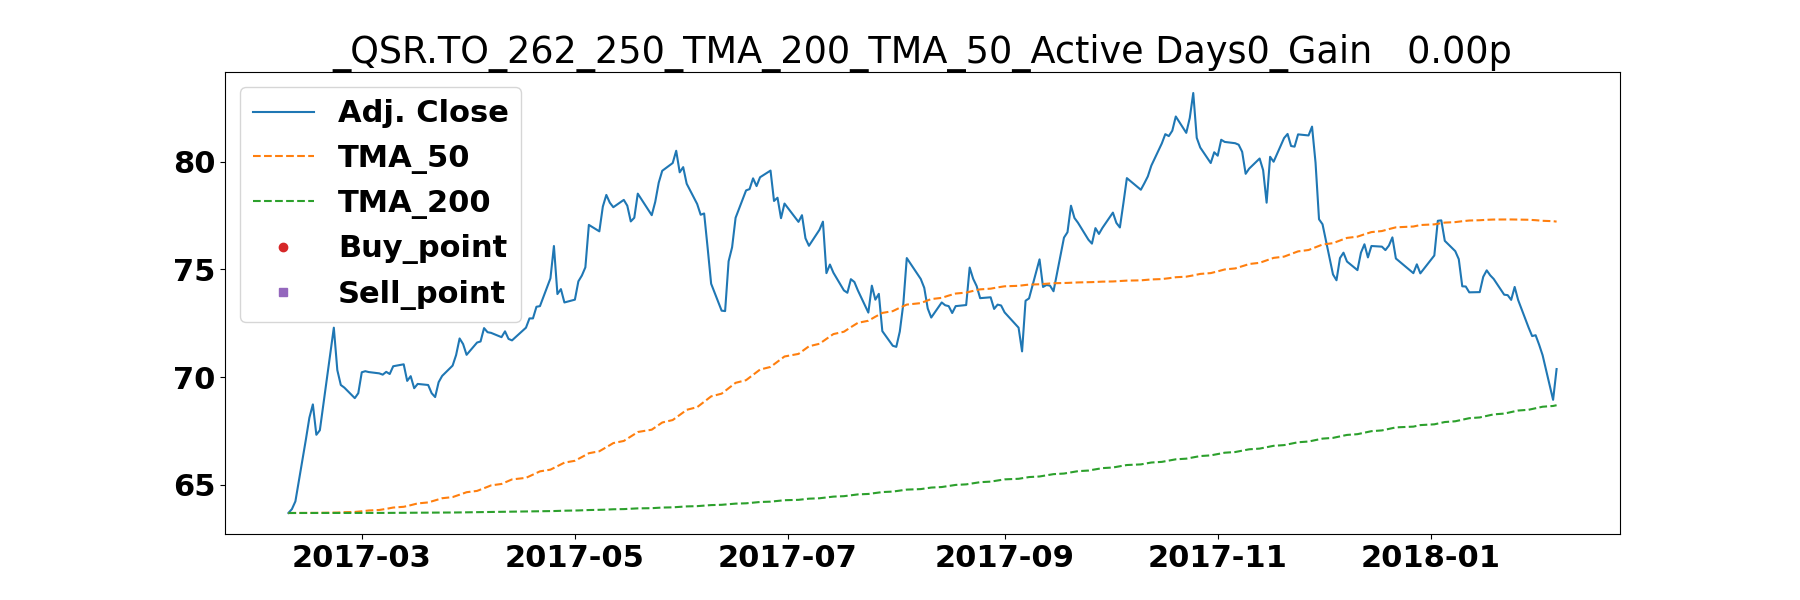 _QSR.TO_262_250_TMA_200_TMA_50_Active Days0_Gain   0.00p
Adj. Close
TMA_50
TMA_200
Buy_point
Sell_point
80
75
70
65
2017-03 2017-05 2017-07 2017-09 2017-11 2018-01